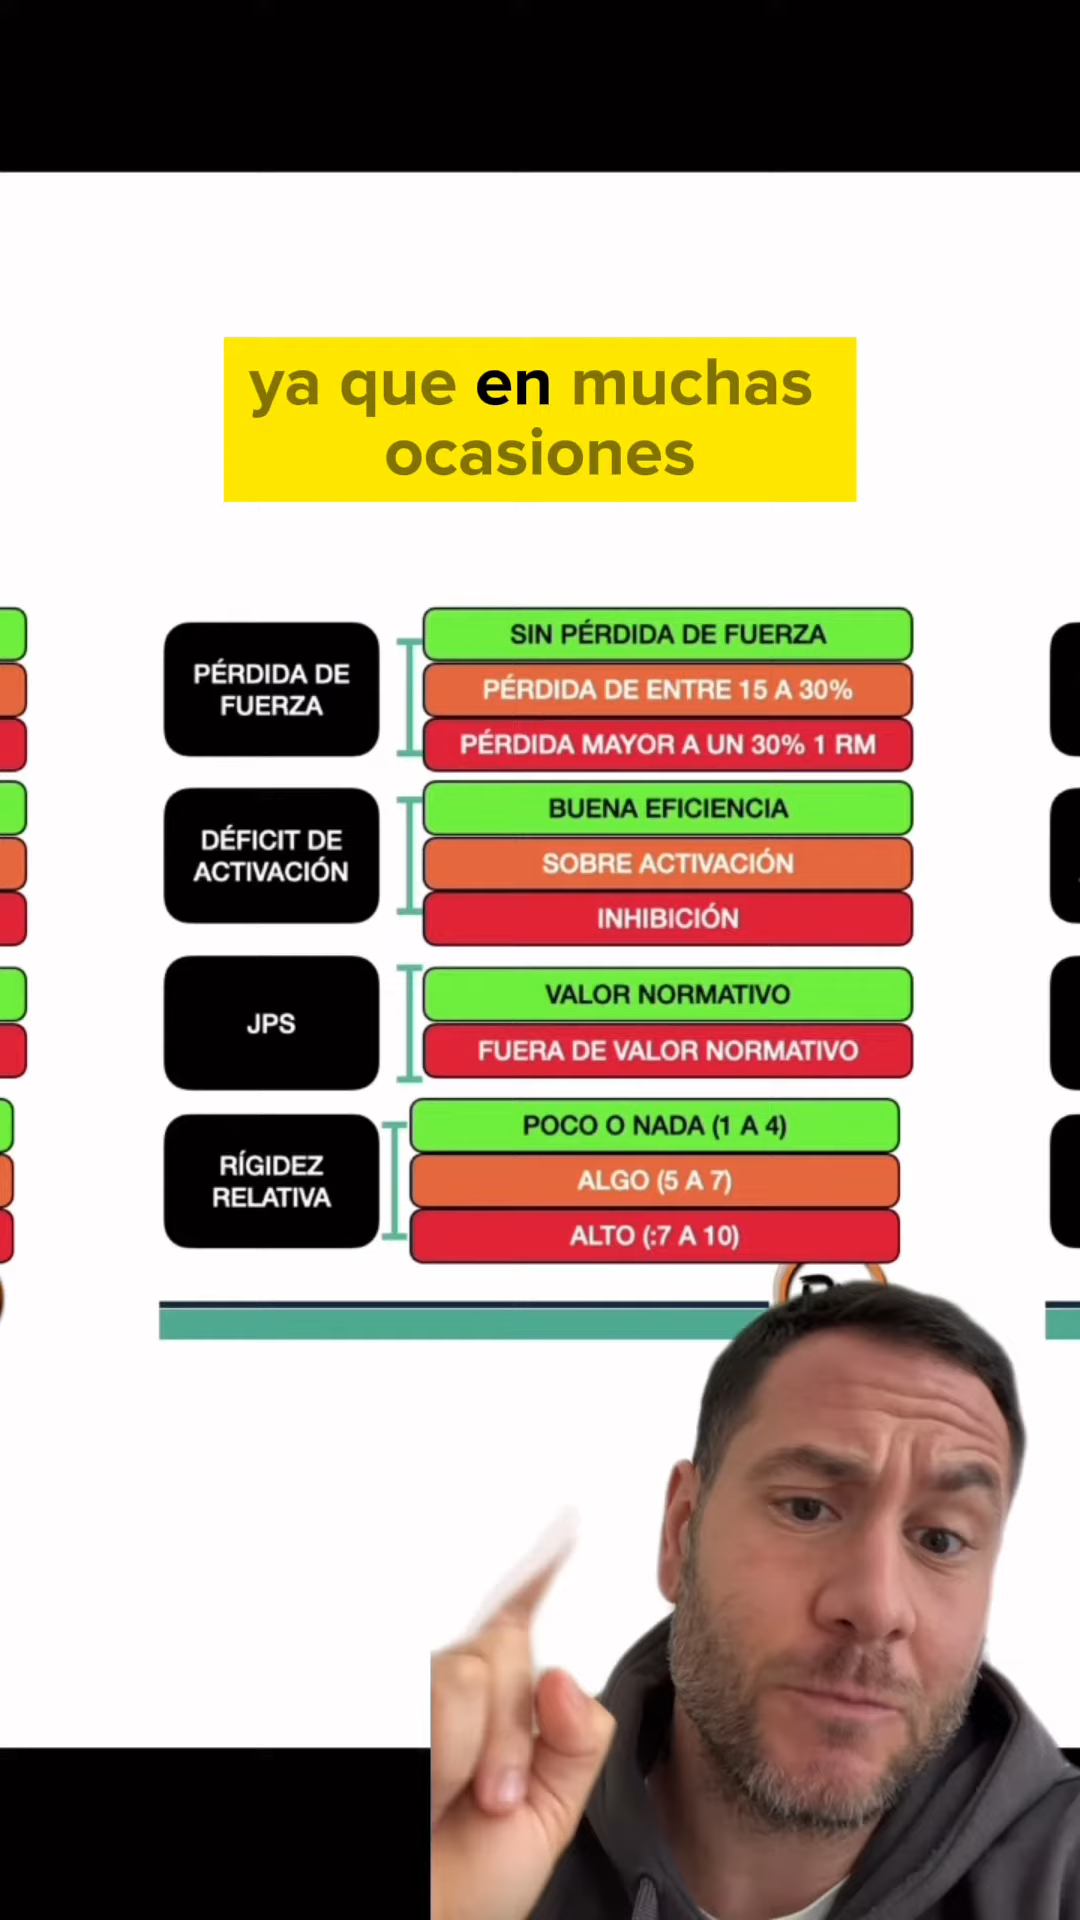 ya que en muchas
ocasiones
PÉRDIDA DE
FUERZA
SIN PÉRDIDA DE FUERZA
PÉRDIDA DE ENTRE 15 A 30%
PÉRDIDA MAYOR A UN 30% 1 RM
DÉFICIT DE
ACTIVACIÓN
BUENA EFICIENCIA
SOBRE ACTIVACIÓN
INHIBICIÓN
JPS
VALOR NORMATIVO
FUERA DE VALOR NORMATIVO
RÍGIDEZ
RELATIVA
POCO O NADA (1 A 4)
ALGO (5 A 7)
ALTO (:7 A 10)